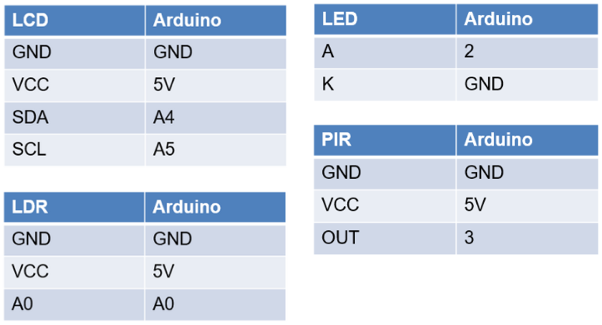 LCD Arduino
GND GND
VCC 5V
SDA A4
SCL A5
LDR Arduino
GND GND
VCC 5V
A0 A0
LED Arduino
A 2
K GND
PIR Arduino
GND GND
VCC 5V
OUT 3